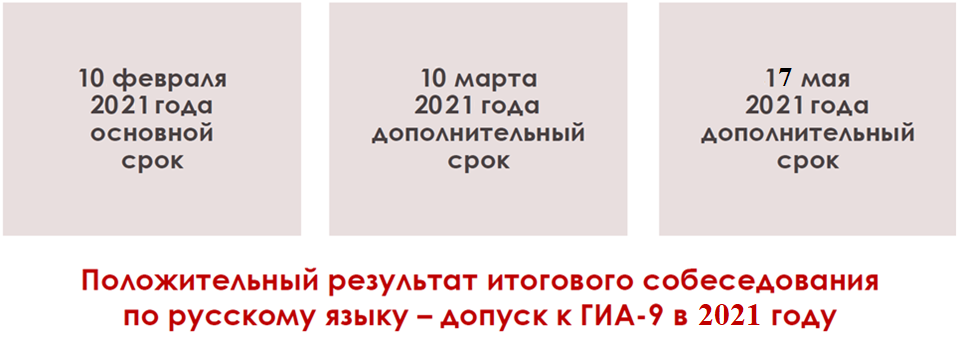 10 февраля
2021 года
основной
срок
10 марта
2021 года
дополнительный
срок
17 мая
2021 года
дополнительный
срок
Положительный результат итогового собеседования
по русскому языку – допуск к ГИА-9 в 2021 году